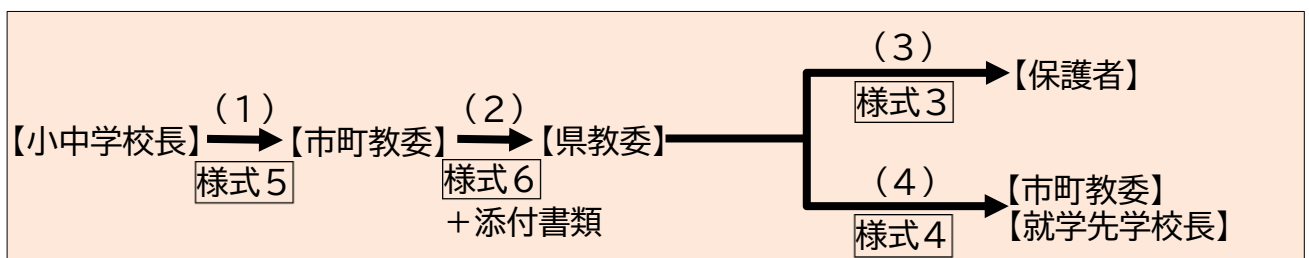 【小中学校長】
(1)
様式5
【市町教委】
(2)
様式6
+添付書類
【県教委】
(3)
様式3
【保護者】
(4)
様式4
【市町教委】
【就学先学校長】